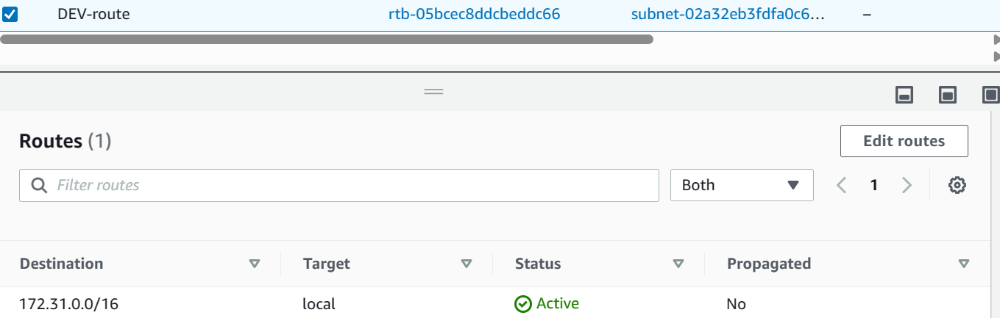 DEV-route rtb-05bcec8ddcbeddc66 subnet-02a32eb3fdfa0c6… –
Routes (1) Edit routes
Filter routes Both 1
Destination Target Status Propagated
172.31.0.0/16 local Active No